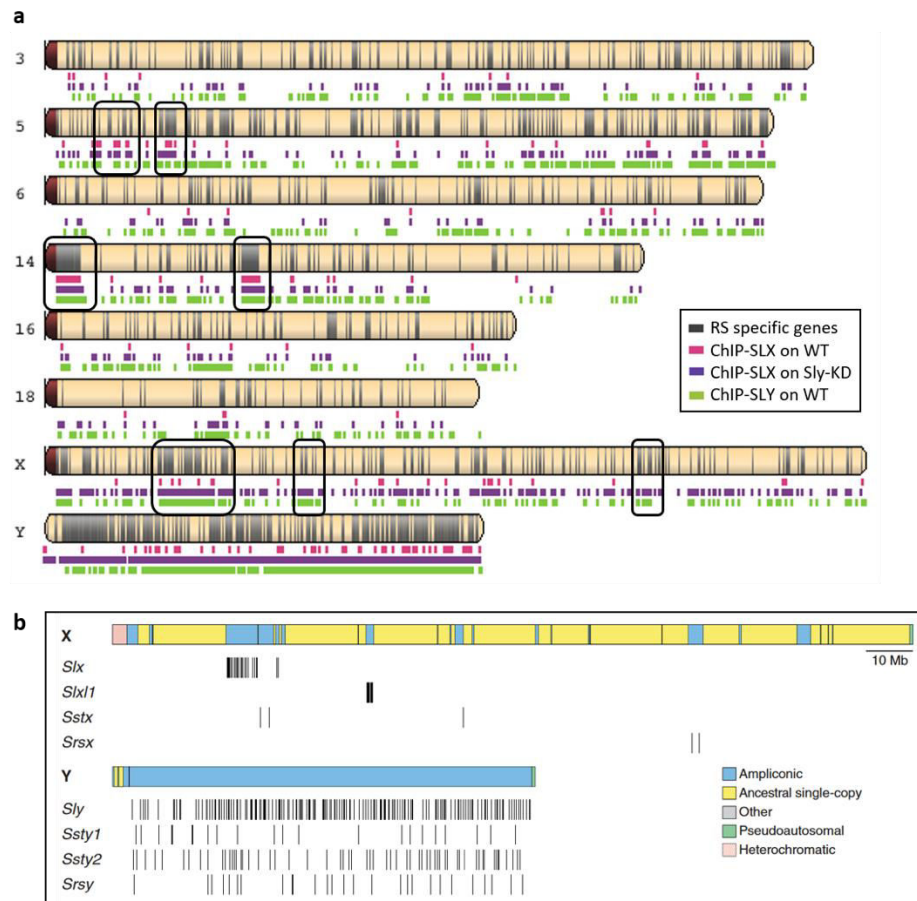 a
3
5
6
14
16
18
X
Y
RS specific genes
ChIP-SLX on WT
ChIP-SLX on Sly-KD
ChIP-SLY on WT
b
X
10 Mb
Slx
Slxl1
Sstx
Srsx
Y
Sly
Ssty1
Ssty2
Srsy
Ampliconic
Ancestral single-copy
Other
Pseudoautosomal
Heterochromatic